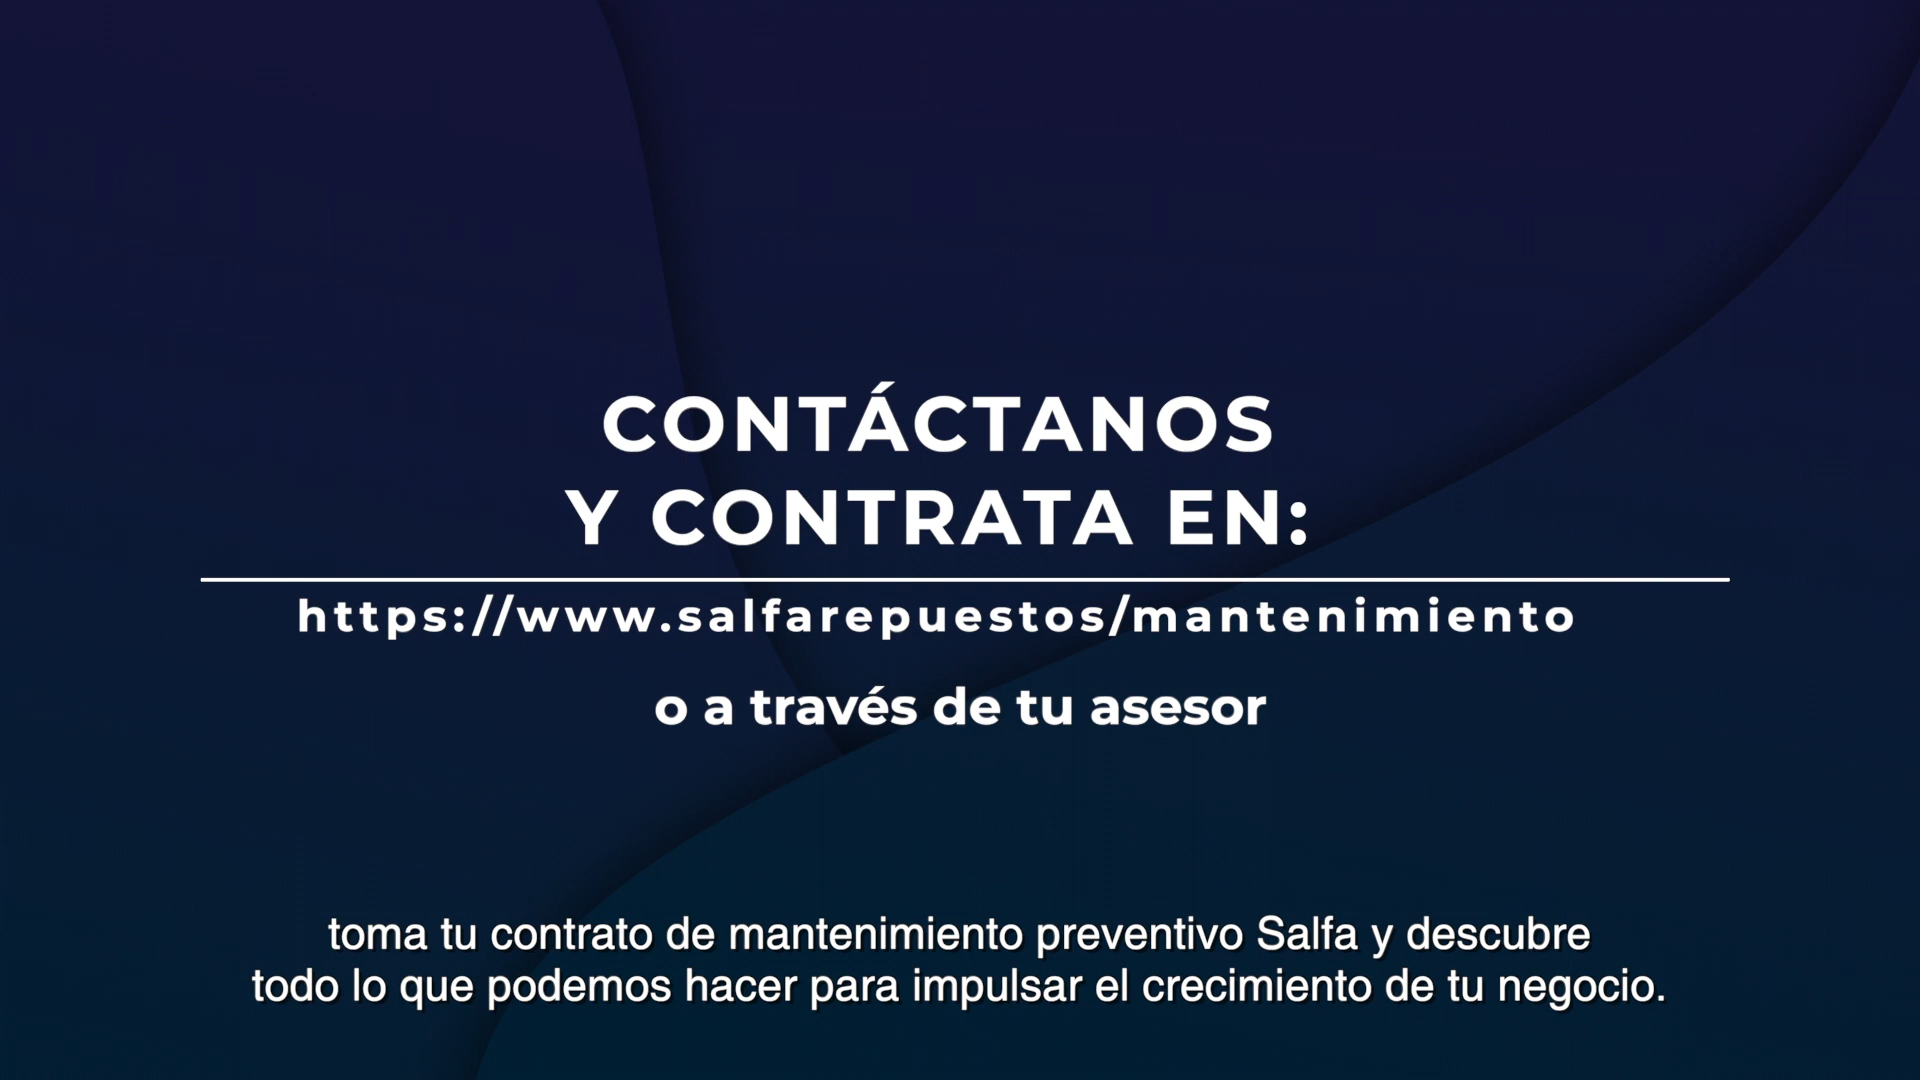 CONTÁCTANOS
Y CONTRATA EN:
https://www.salfarepuestos/mantenimiento
o a través de tu asesor
toma tu contrato de mantenimiento preventivo Salfa y descubre
todo lo que podemos hacer para impulsar el crecimiento de tu negocio.